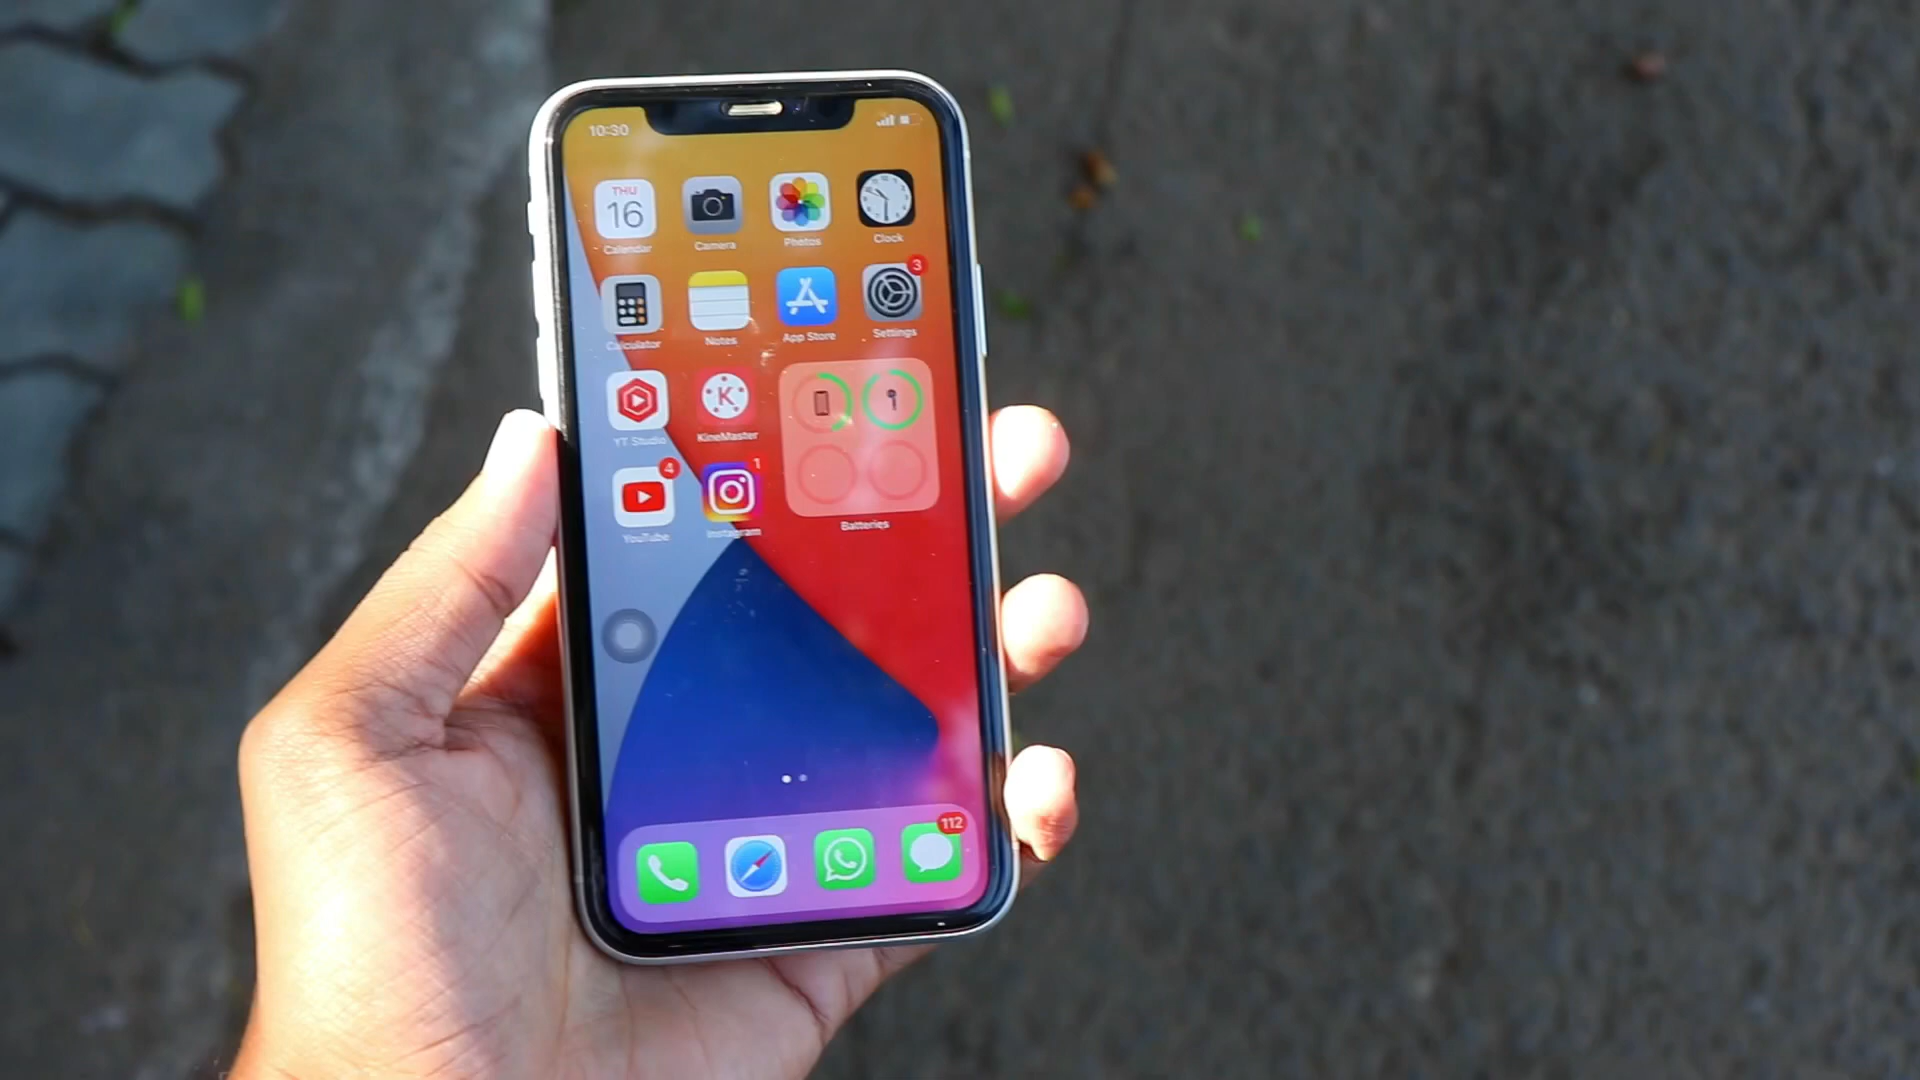 10:30
THU
16
Calendar
Camera
Photos
Clock
3
Calculator
Notes
App Store
Settings
K
YT Studio
KineMaster
4
1
YouTube
Instagram
Batteries
112